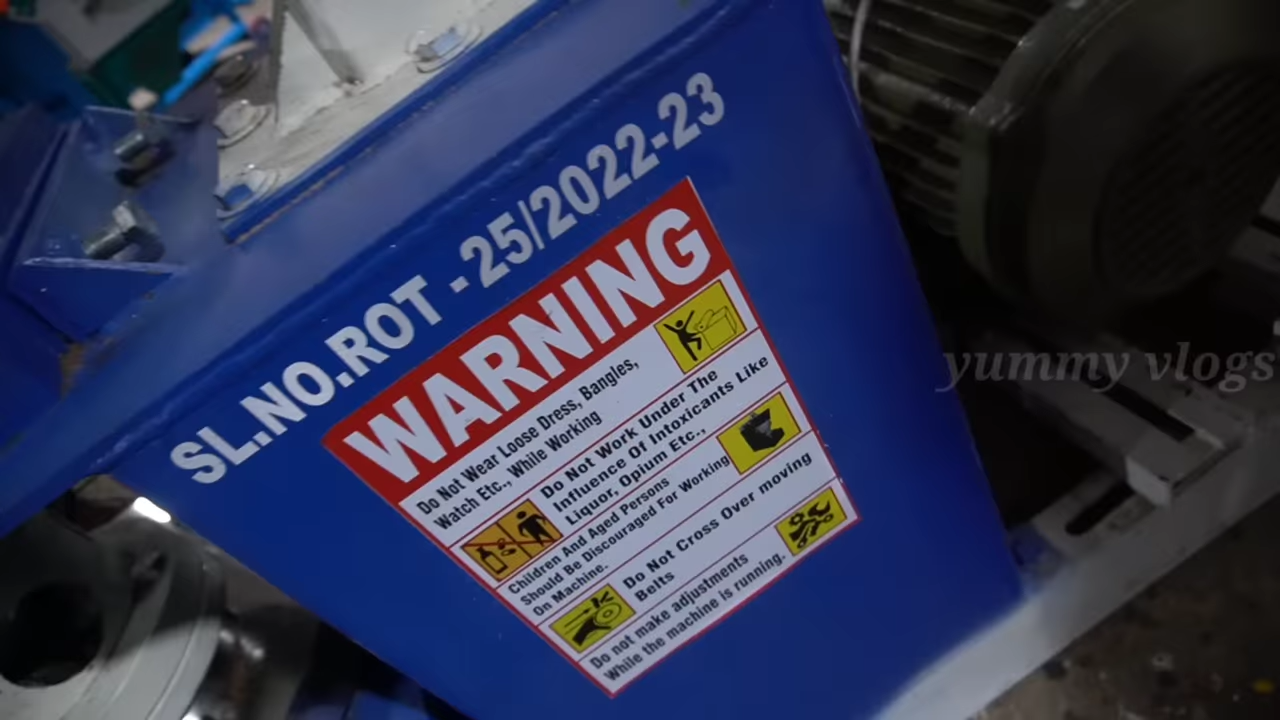 SL.NO.ROT - 25/2022-23
WARNING
Do Not Wear Loose Dress, Bangles,
Watch Etc., While Working
Do Not Work Under The
Influence Of Intoxicants Like
Liquor, Opium Etc.,
Children And Aged Persons
Should Be Discouraged For Working
On Machine.
Do Not Cross Over moving
Belts
Do not make adjustments
While the machine is running.
yummy vlogs